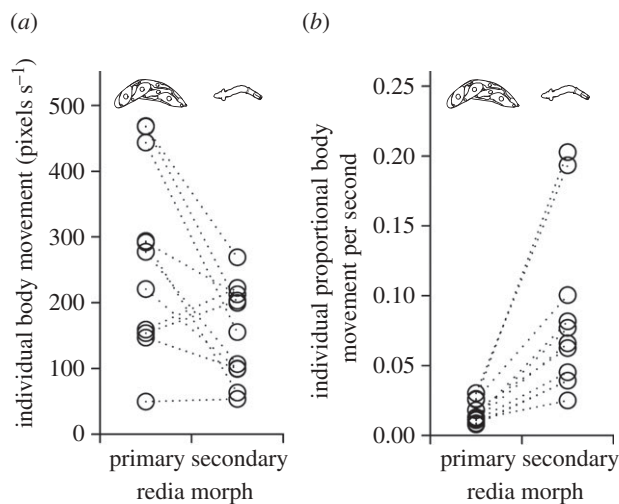 (a)
individual body movement (pixels s⁻¹)
500
400
300
200
100
0
primary secondary
redia morph
(b)
individual proportional body
movement per second
0.25
0.20
0.15
0.10
0.05
0.00
primary secondary
redia morph